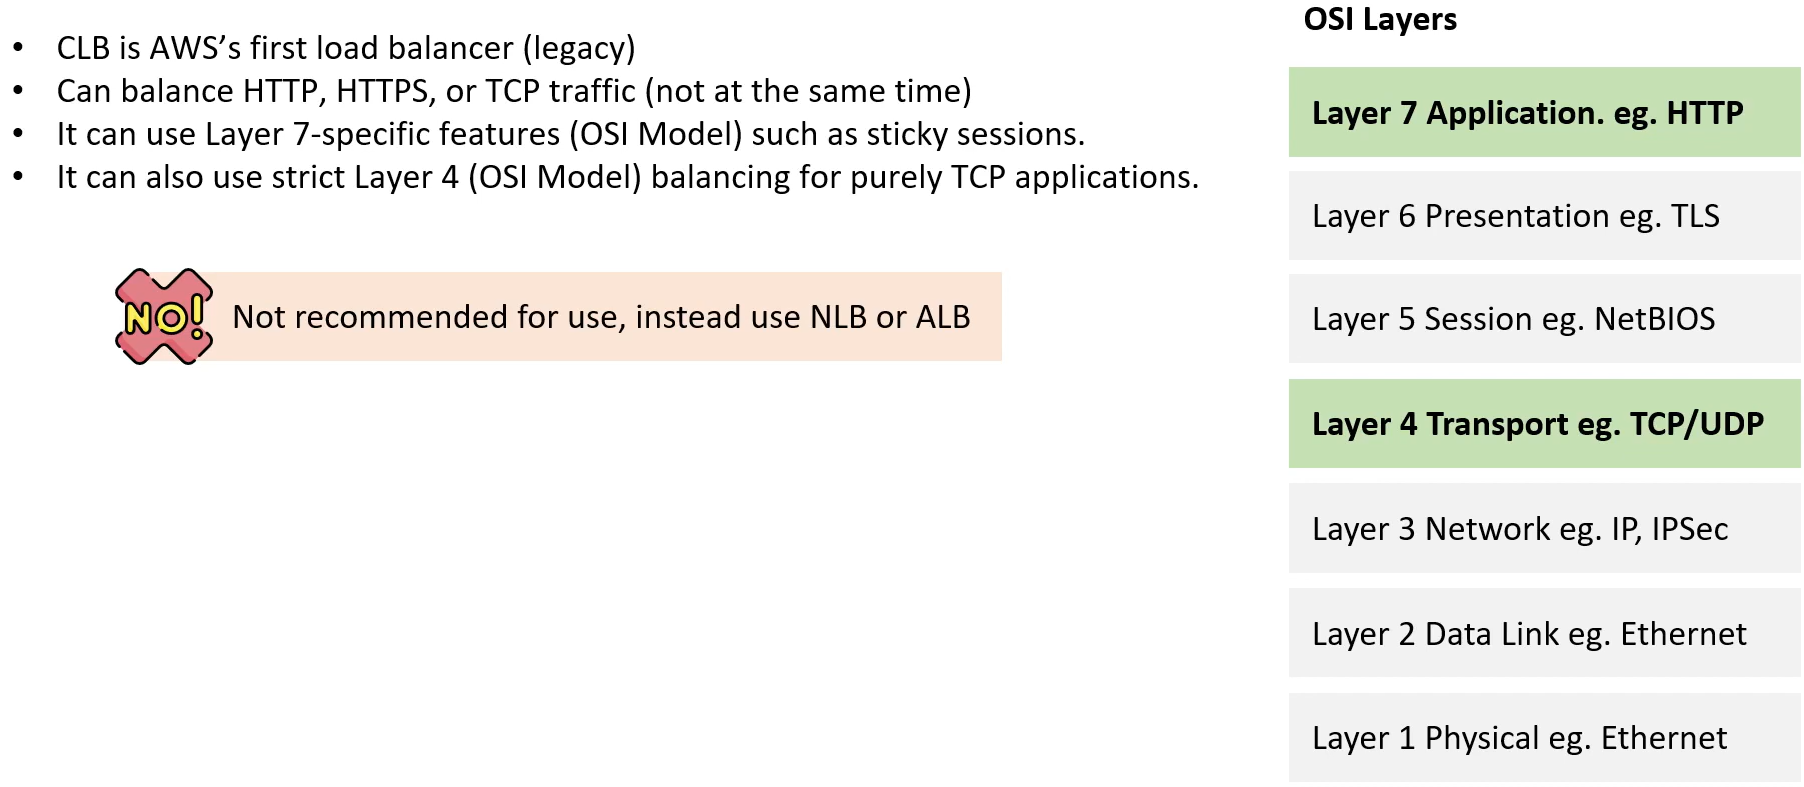 • CLB is AWS’s first load balancer (legacy)
• Can balance HTTP, HTTPS, or TCP traffic (not at the same time)
• It can use Layer 7-specific features (OSI Model) such as sticky sessions.
• It can also use strict Layer 4 (OSI Model) balancing for purely TCP applications.
NO!
Not recommended for use, instead use NLB or ALB
OSI Layers
Layer 7 Application. eg. HTTP
Layer 6 Presentation eg. TLS
Layer 5 Session eg. NetBIOS
Layer 4 Transport eg. TCP/UDP
Layer 3 Network eg. IP, IPSec
Layer 2 Data Link eg. Ethernet
Layer 1 Physical eg. Ethernet